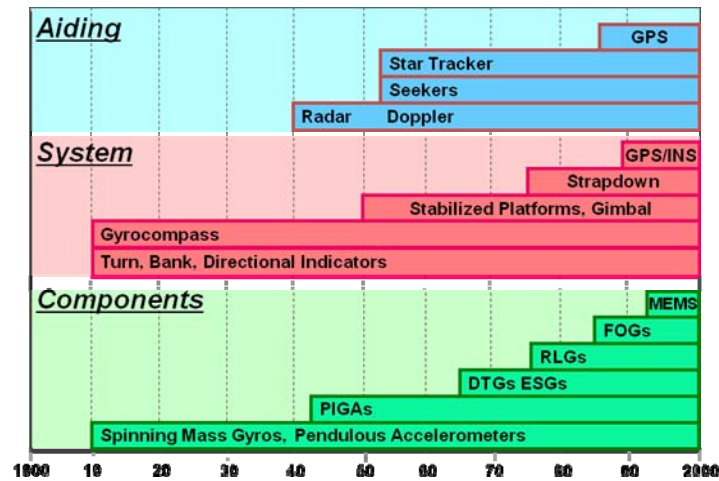 Aiding
GPS
Star Tracker
Seekers
Radar Doppler
System
GPS/INS
Strapdown
Stabilized Platforms, Gimbal
Gyrocompass
Turn, Bank, Directional Indicators
Components
MEMS
FOGs
RLGs
DTGs ESGs
PIGAs
Spinning Mass Gyros, Pendulous Accelerometers
1900 10 20 30 40 50 60 70 80 90 2000